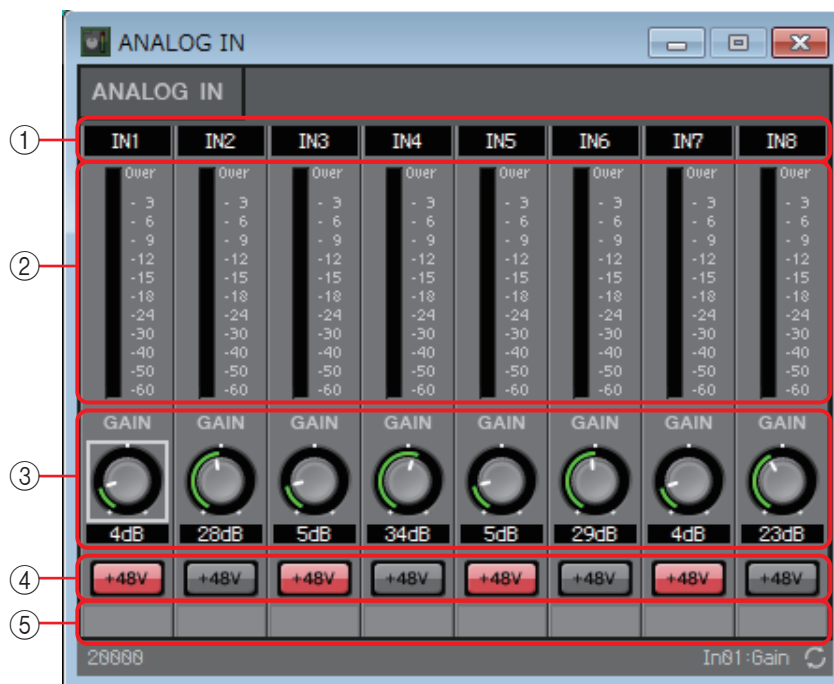 ANALOG IN
ANALOG IN
① IN1 IN2 IN3 IN4 IN5 IN6 IN7 IN8
② Over Over Over Over Over Over Over Over
- 3 - 3 - 3 - 3 - 3 - 3 - 3 - 3
- 6 - 6 - 6 - 6 - 6 - 6 - 6 - 6
- 9 - 9 - 9 - 9 - 9 - 9 - 9 - 9
-12 -12 -12 -12 -12 -12 -12 -12
-15 -15 -15 -15 -15 -15 -15 -15
-18 -18 -18 -18 -18 -18 -18 -18
-24 -24 -24 -24 -24 -24 -24 -24
-30 -30 -30 -30 -30 -30 -30 -30
-40 -40 -40 -40 -40 -40 -40 -40
-50 -50 -50 -50 -50 -50 -50 -50
-60 -60 -60 -60 -60 -60 -60 -60
③ GAIN GAIN GAIN GAIN GAIN GAIN GAIN GAIN
4dB 28dB 5dB 34dB 5dB 29dB 4dB 23dB
④ +48V +48V +48V +48V +48V +48V +48V +48V
⑤
20000 In01:Gain